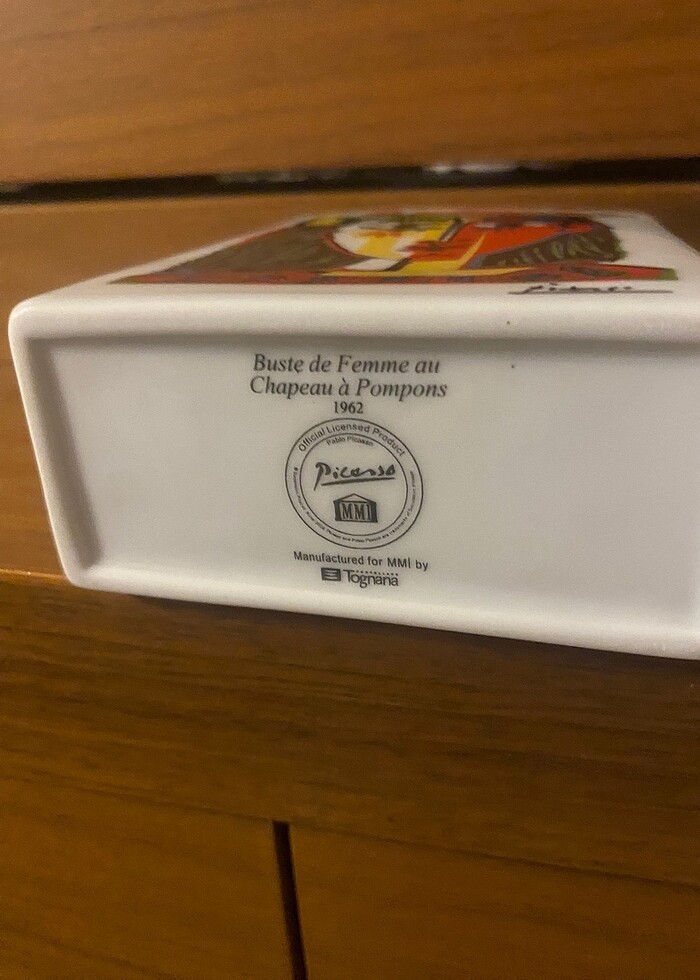 Picasso
Buste de Femme au
Chapeau à Pompons
1962
Official Licensed Product
Pablo Picasso
Picasso
MMI
Manufactured for MMI by
Tognana